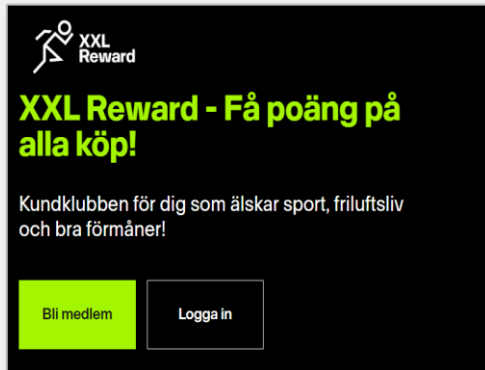 XXL
Reward
XXL Reward - Få poäng på
alla köp!
Kundklubben för dig som älskar sport, friluftsliv
och bra förmåner!
Bli medlem
Logga in